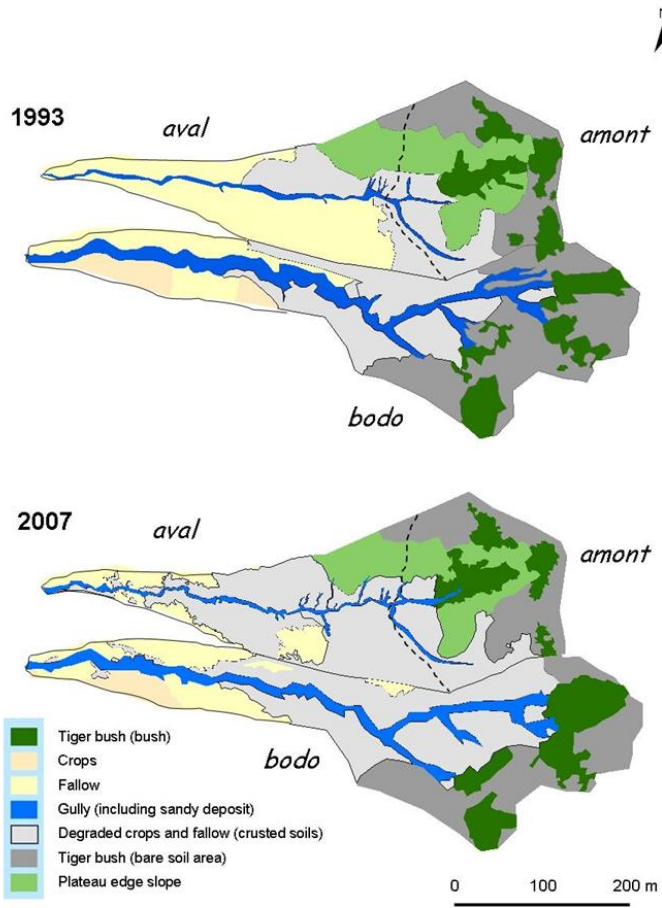 N
1993
aval
amont
bodo
2007
aval
amont
bodo
Tiger bush (bush)
Crops
Fallow
Gully (including sandy deposit)
Degraded crops and fallow (crusted soils)
Tiger bush (bare soil area)
Plateau edge slope
0 100 200 m